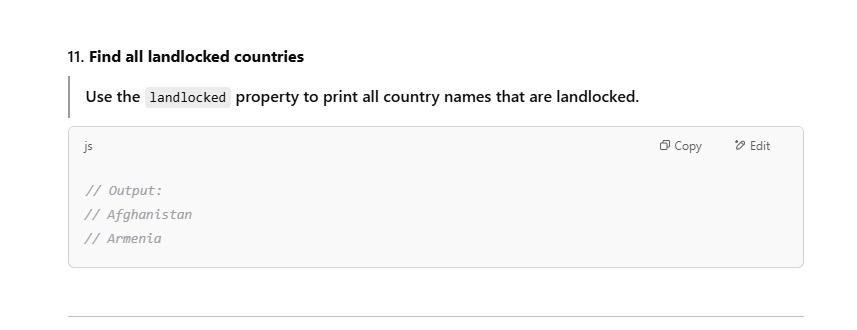 11. Find all landlocked countries
Use the landlocked property to print all country names that are landlocked.
js
Copy
Edit
// Output:
// Afghanistan
// Armenia